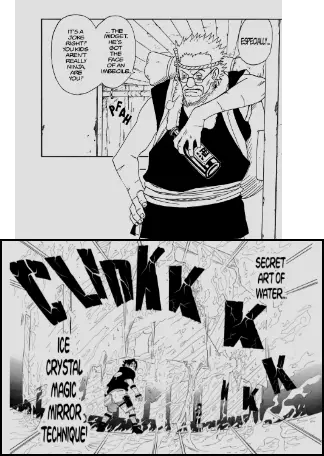 ESPECIALLY...
THE
MIDGET.
HE'S
GOT
THE
FACE
OF AN
IMBECILE.
IT'S A
JOKE
RIGHT?
YOU KIDS
AREN'T
REALLY
NINJA,
ARE
YOU?
PFAH
SECRET
ART OF
WATER...
CLINKKKKK
ICE
CRYSTAL
MAGIC
MIRROR
TECHNIQUE!